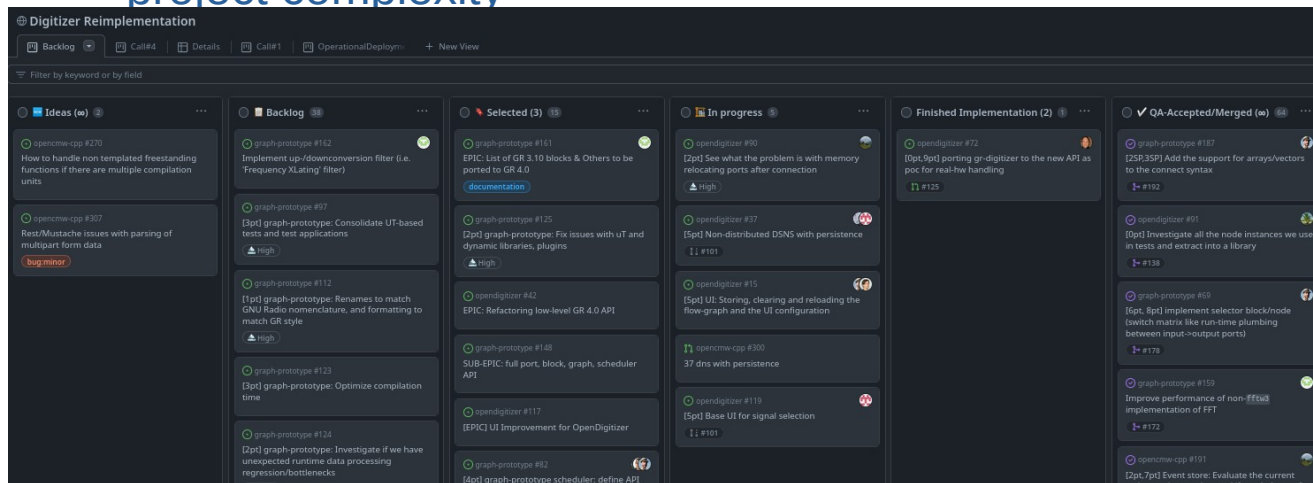 project complexity
Digitizer Reimplementation
Backlog
Call#4
Details
Call#1
OperationalDeploym
+ New View
Filter by keyword or by field
Ideas (∞) 2
opencmw-cpp #270
How to handle non templated freestanding
functions if there are multiple compilation
units
opencmw-cpp #307
Rest/Mustache issues with parsing of
multipart form data
bug:minor
Backlog 38
graph-prototype #162
Implement up-/downconversion filter (i.e.
'Frequency XLating' filter)
graph-prototype #97
[3pt] graph-prototype: Consolidate UT-based
tests and test applications
High
graph-prototype #112
[1pt] graph-prototype: Renames to match
GNU Radio nomenclature, and formatting to
match GR style
High
graph-prototype #123
[3pt] graph-prototype: Optimize compilation
time
graph-prototype #124
[2pt] graph-prototype: Investigate if we have
unexpected runtime data processing
regression/bottlenecks
Selected (3) 15
graph-prototype #161
EPIC: List of GR 3.10 blocks & Others to be
ported to GR 4.0
documentation
graph-prototype #125
[2pt] graph-prototype: Fix issues with uT and
dynamic libraries, plugins
High
opendigitizer #42
EPIC: Refactoring low-level GR 4.0 API
graph-prototype #148
SUB-EPIC: full port, block, graph, scheduler
API
opendigitizer #117
[EPIC] UI Improvement for OpenDigitizer
graph-prototype #82
[4pt] graph-prototype scheduler: define API
In progress 5
opendigitizer #90
[2pt] See what the problem is with memory
relocating ports after connection
High
opendigitizer #37
[5pt] Non-distributed DSNS with persistence
#101
opendigitizer #15
[5pt] UI: Storing, clearing and reloading the
flow-graph and the UI configuration
opencmw-cpp #300
37 dns with persistence
opendigitizer #119
[5pt] Base UI for signal selection
#101
Finished Implementation (2) 1
opendigitizer #72
[0pt,9pt] porting gr-digitizer to the new API as
poc for real-hw handling
#125
QA-Accepted/Merged (∞) 64
graph-prototype #187
[2SP,3SP] Add the support for arrays/vectors
to the connect syntax
#192
opendigitizer #91
[0pt] Investigate all the node instances we use
in tests and extract into a library
#138
graph-prototype #69
[6pt, 8pt] implement selector block/node
(switch matrix like run-time plumbing
between input->output ports)
#178
graph-prototype #159
Improve performance of non-fftw3
implementation of FFT
#172
opencmw-cpp #191
[2pt,7pt] Event store: Evaluate the current